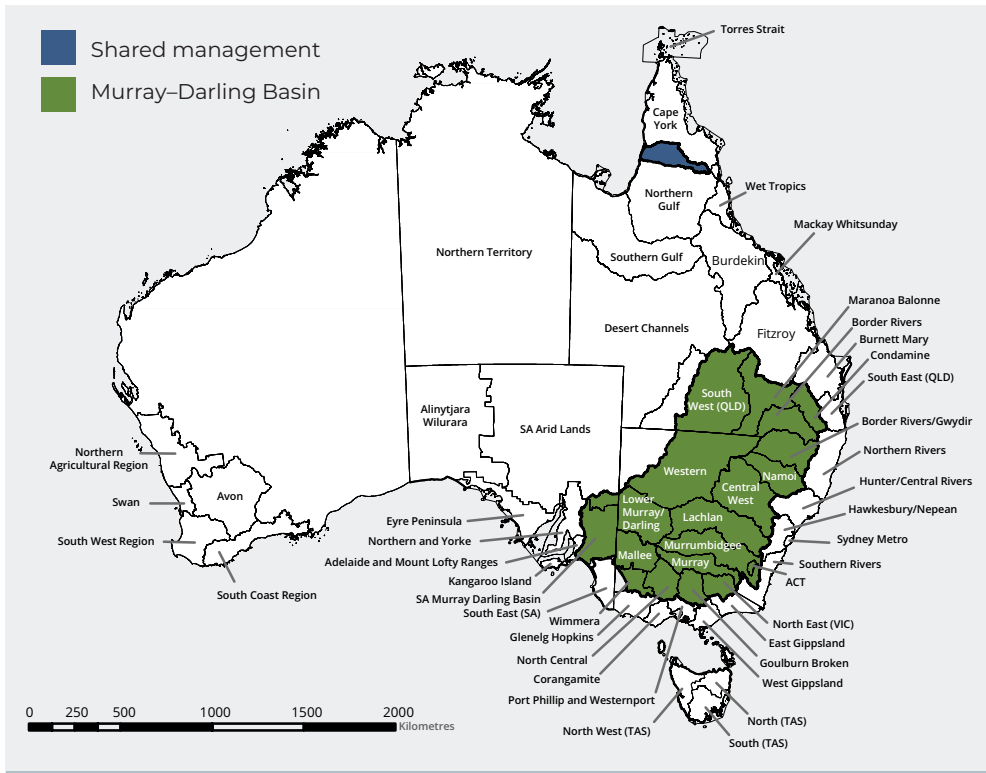 Shared management
Murray–Darling Basin
Torres Strait
Cape
York
Northern
Gulf
Wet Tropics
Mackay Whitsunday
Northern Territory
Southern Gulf
Burdekin
Desert Channels
Fitzroy
Maranoa Balonne
Border Rivers
Burnett Mary
Condamine
South East (QLD)
South
West (QLD)
Alinytjara
Wilurara
SA Arid Lands
Border Rivers/Gwydir
Northern Rivers
Northern
Agricultural Region
Avon
Swan
South West Region
South Coast Region
Western
Namoi
Central
West
Hunter/Central Rivers
Hawkesbury/Nepean
Sydney Metro
Southern Rivers
ACT
Lower
Murray/
Darling
Lachlan
Murrumbidgee
Mallee
Murray
Eyre Peninsula
Northern and Yorke
Adelaide and Mount Lofty Ranges
Kangaroo Island
SA Murray Darling Basin
South East (SA)
Wimmera
Glenelg Hopkins
North Central
Corangamite
Port Phillip and Westernport
North West (TAS)
North East (VIC)
East Gippsland
Goulburn Broken
West Gippsland
North (TAS)
South (TAS)
0 250 500 1000 1500 2000
Kilometres